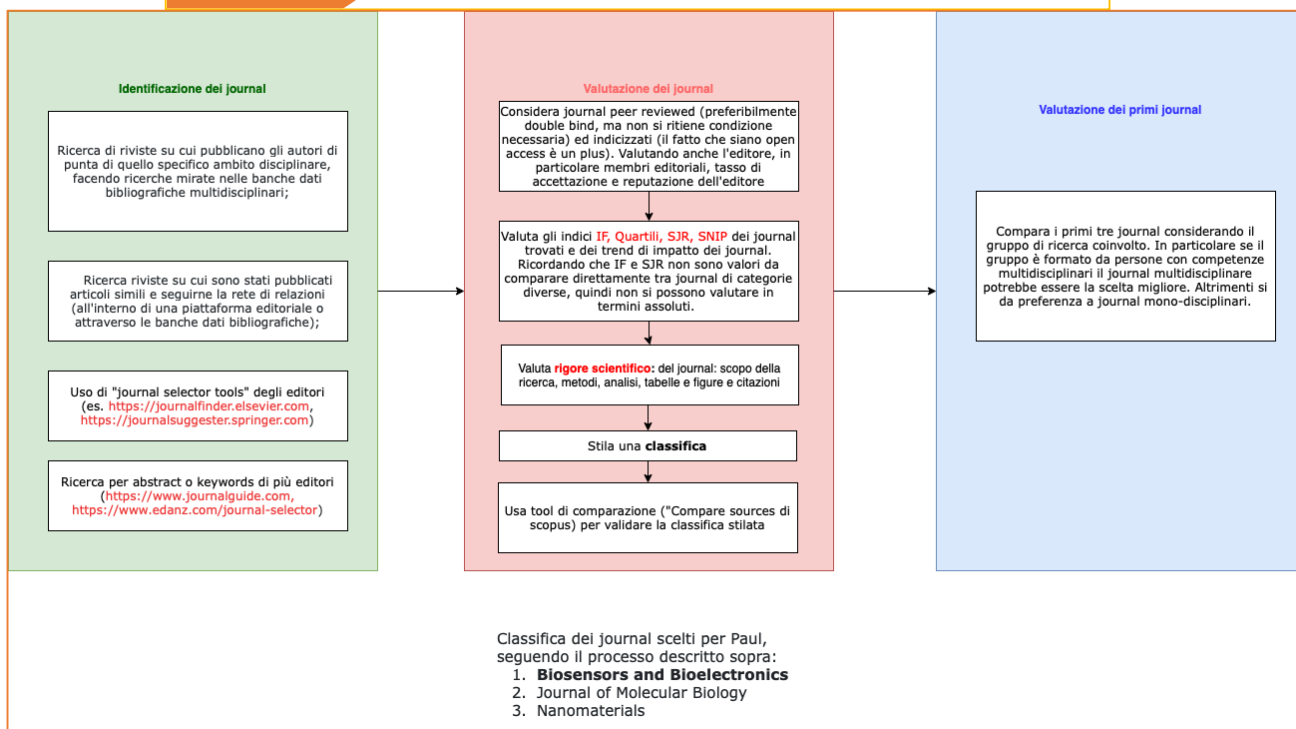 Identificazione dei journal
Ricerca di riviste su cui pubblicano gli autori di
punta di quello specifico ambito disciplinare,
facendo ricerche mirate nelle banche dati
bibliografiche multidisciplinari;
Ricerca riviste su cui sono stati pubblicati
articoli simili e seguirne la rete di relazioni
(all'interno di una piattaforma editoriale o
attraverso le banche dati bibliografiche);
Uso di "journal selector tools" degli editori
(es. https://journalfinder.elsevier.com,
https://journalsuggester.springer.com)
Ricerca per abstract o keywords di più editori
(https://www.journalguide.com,
https://www.edanz.com/journal-selector)
Valutazione dei journal
Considera journal peer reviewed (preferibilmente
double bind, ma non si ritiene condizione
necessaria) ed indicizzati (il fatto che siano open
access è un plus). Valutando anche l'editore, in
particolare membri editoriali, tasso di
accettazione e reputazione dell'editore
Valuta gli indici IF, Quartili, SJR, SNIP dei journal
trovati e dei trend di impatto dei journal.
Ricordando che IF e SJR non sono valori da
comparare direttamente tra journal di categorie
diverse, quindi non si possono valutare in
termini assoluti.
Valuta rigore scientifico: del journal: scopo della
ricerca, metodi, analisi, tabelle e figure e citazioni
Stila una classifica
Usa tool di comparazione ("Compare sources di
scopus) per validare la classifica stilata
Valutazione dei primi journal
Compara i primi tre journal considerando il
gruppo di ricerca coinvolto. In particolare se il
gruppo è formato da persone con competenze
multidisciplinari il journal multidisciplinare
potrebbe essere la scelta migliore. Altrimenti si
da preferenza a journal mono-disciplinari.
Classifica dei journal scelti per Paul,
seguendo il processo descritto sopra:
1. Biosensors and Bioelectronics
2. Journal of Molecular Biology
3. Nanomaterials